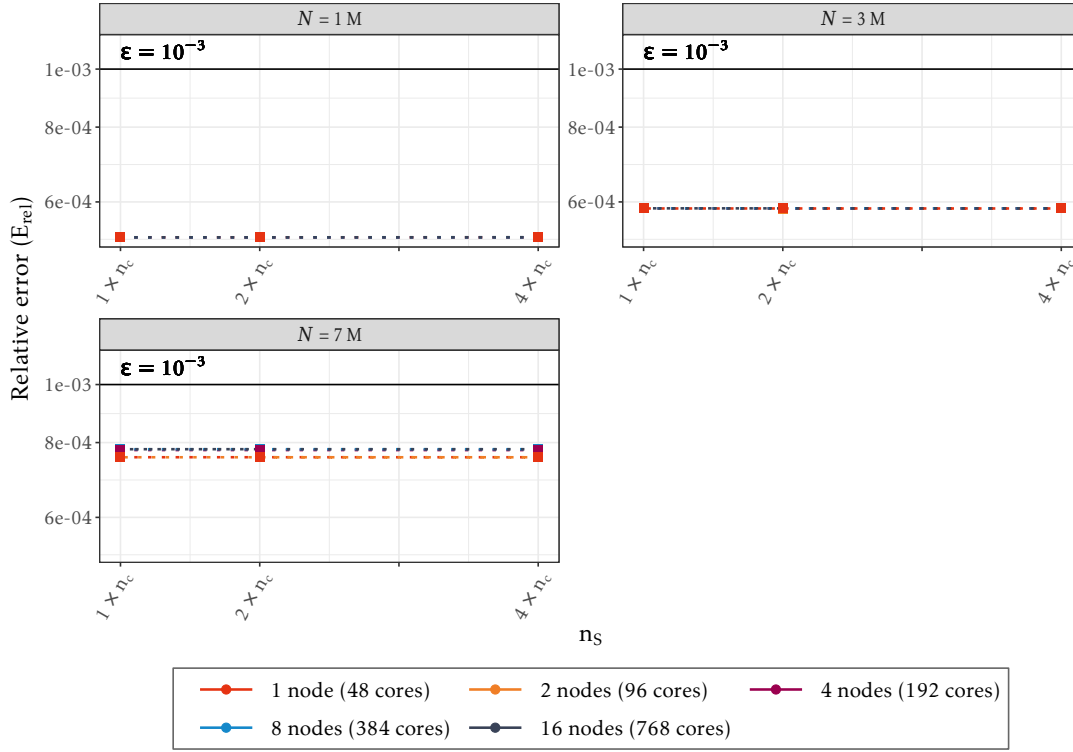 N = 1 M
N = 3 M
ε = 10⁻³
ε = 10⁻³
1e-03
8e-04
6e-04
1e-03
8e-04
6e-04
1 × n_c
2 × n_c
4 × n_c
1 × n_c
2 × n_c
4 × n_c
Relative error (E_rel)
N = 7 M
ε = 10⁻³
1e-03
8e-04
6e-04
1 × n_c
2 × n_c
4 × n_c
n_S
1 node (48 cores)
2 nodes (96 cores)
4 nodes (192 cores)
8 nodes (384 cores)
16 nodes (768 cores)